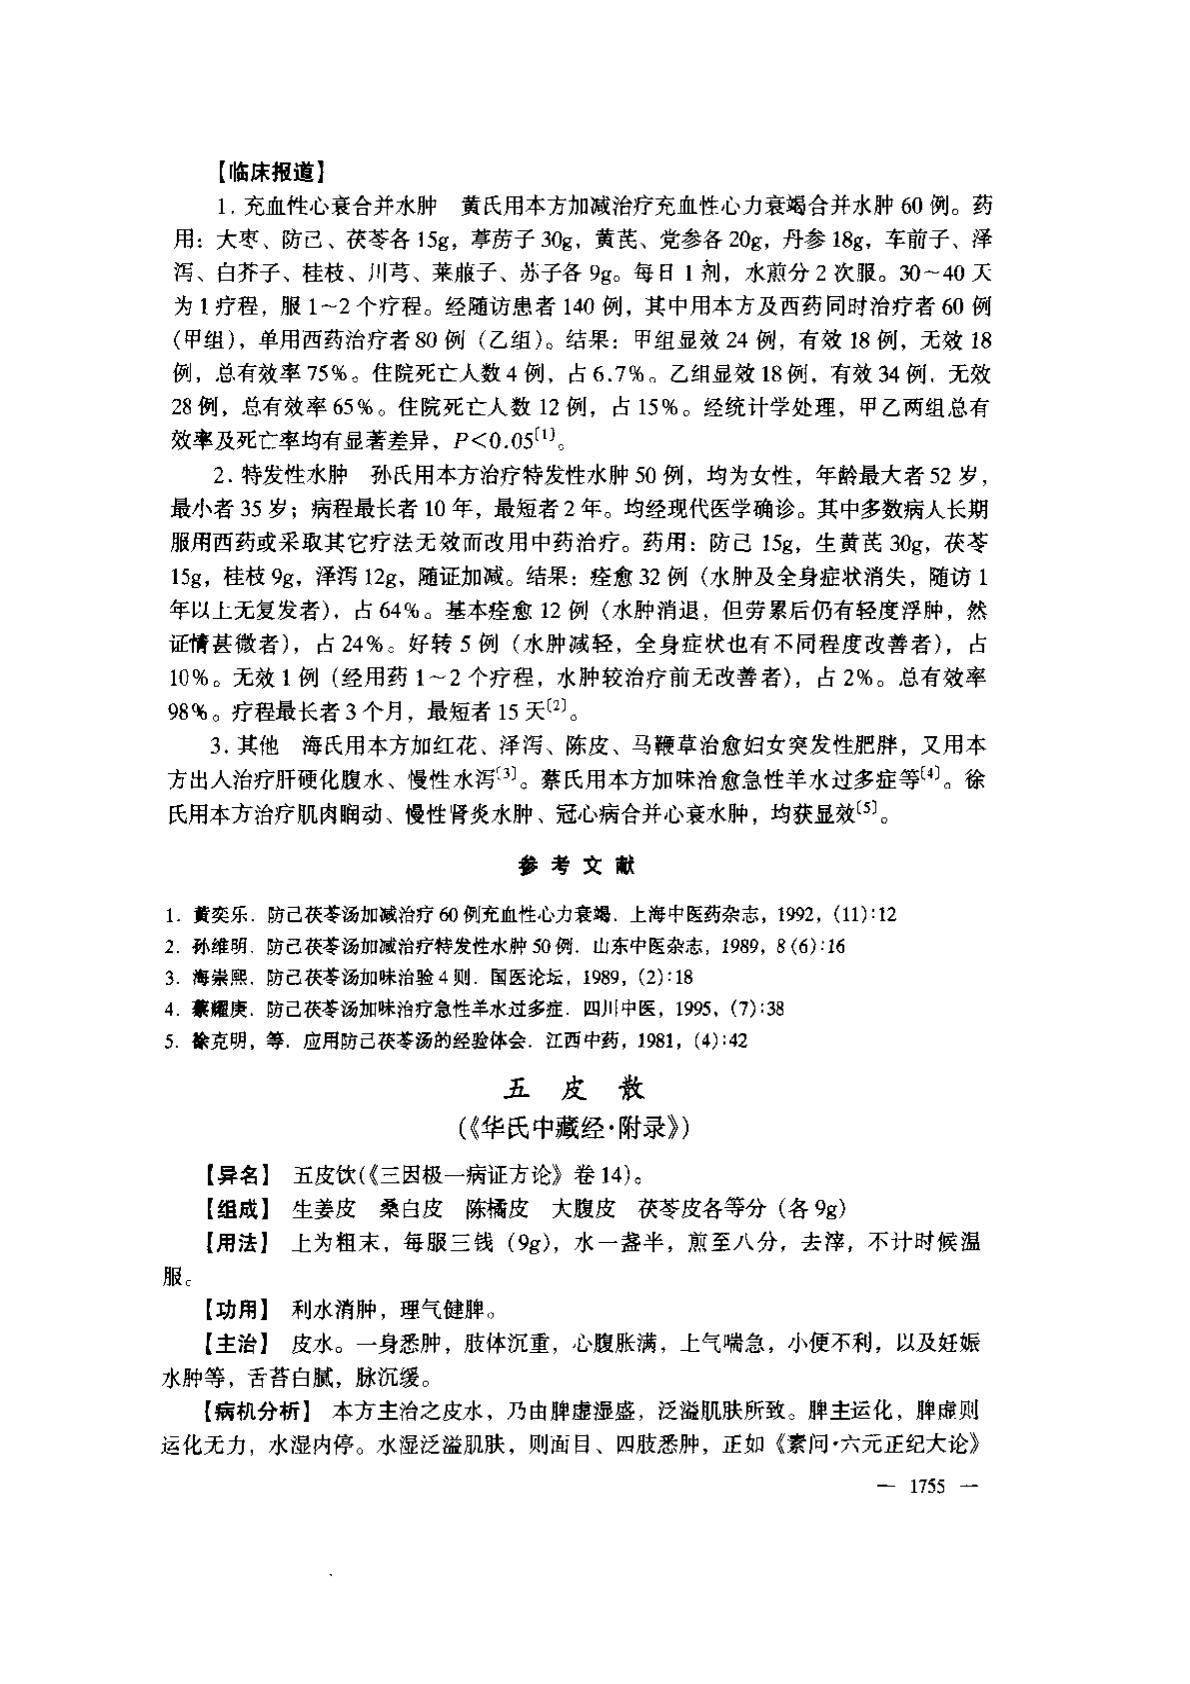 【临床报道】
1. 充血性心衰合并水肿　黄氏用本方加减治疗充血性心力衰竭合并水肿 60 例。药
用：大枣、防己、茯苓各 15g，葶苈子 30g，黄芪、党参各 20g，丹参 18g，车前子、泽
泻、白芥子、桂枝、川芎、莱菔子、苏子各 9g。每日 1 剂，水煎分 2 次服。30～40 天
为 1 疗程，服 1～2 个疗程。经随访患者 140 例，其中用本方及西药同时治疗者 60 例
（甲组），单用西药治疗者 80 例（乙组）。结果：甲组显效 24 例，有效 18 例，无效 18
例，总有效率 75%。住院死亡人数 4 例，占 6.7%。乙组显效 18 例，有效 34 例，无效
28 例，总有效率 65%。住院死亡人数 12 例，占 15%。经统计学处理，甲乙两组总有
效率及死亡率均有显著差异，P<0.05〔1〕。
2. 特发性水肿　孙氏用本方治疗特发性水肿 50 例，均为女性，年龄最大者 52 岁，
最小者 35 岁；病程最长者 10 年，最短者 2 年。均经现代医学确诊。其中多数病人长期
服用西药或采取其它疗法无效而改用中药治疗。药用：防己 15g，生黄芪 30g，茯苓
15g，桂枝 9g，泽泻 12g，随证加减。结果：痊愈 32 例（水肿及全身症状消失，随访 1
年以上无复发者），占 64%。基本痊愈 12 例（水肿消退，但劳累后仍有轻度浮肿，然
证情甚微者），占 24%。好转 5 例（水肿减轻，全身症状也有不同程度改善者），占
10%。无效 1 例（经用药 1～2 个疗程，水肿较治疗前无改善者），占 2%。总有效率
98%。疗程最长者 3 个月，最短者 15 天〔2〕。
3. 其他　海氏用本方加红花、泽泻、陈皮、马鞭草治愈妇女突发性肥胖，又用本
方出入治疗肝硬化腹水、慢性水泻〔3〕。蔡氏用本方加味治愈急性羊水过多症等〔4〕。徐
氏用本方治疗肌肉瞤动、慢性肾炎水肿、冠心病合并心衰水肿，均获显效〔5〕。
参 考 文 献
1. 黄奕乐. 防己茯苓汤加减治疗 60 例充血性心力衰竭. 上海中医药杂志，1992，(11):12
2. 孙维明. 防己茯苓汤加减治疗特发性水肿 50 例. 山东中医杂志，1989，8 (6):16
3. 海崇熙. 防己茯苓汤加味治验 4 则. 国医论坛，1989，(2):18
4. 蔡耀庚. 防己茯苓汤加味治疗急性羊水过多症. 四川中医，1995，(7):38
5. 徐克明，等. 应用防己茯苓汤的经验体会. 江西中药，1981，(4):42
五 皮 散
(《华氏中藏经·附录》)
【异名】 五皮饮(《三因极一病证方论》卷 14)。
【组成】 生姜皮　桑白皮　陈橘皮　大腹皮　茯苓皮各等分（各 9g）
【用法】 上为粗末，每服三钱（9g），水一盏半，煎至八分，去滓，不计时候温
服。
【功用】 利水消肿，理气健脾。
【主治】 皮水。一身悉肿，肢体沉重，心腹胀满，上气喘急，小便不利，以及妊娠
水肿等，舌苔白腻，脉沉缓。
【病机分析】 本方主治之皮水，乃由脾虚湿盛，泛溢肌肤所致。脾主运化，脾虚则
运化无力，水湿内停。水湿泛溢肌肤，则面目、四肢悉肿，正如《素问·六元正纪大论》
— 1755 —